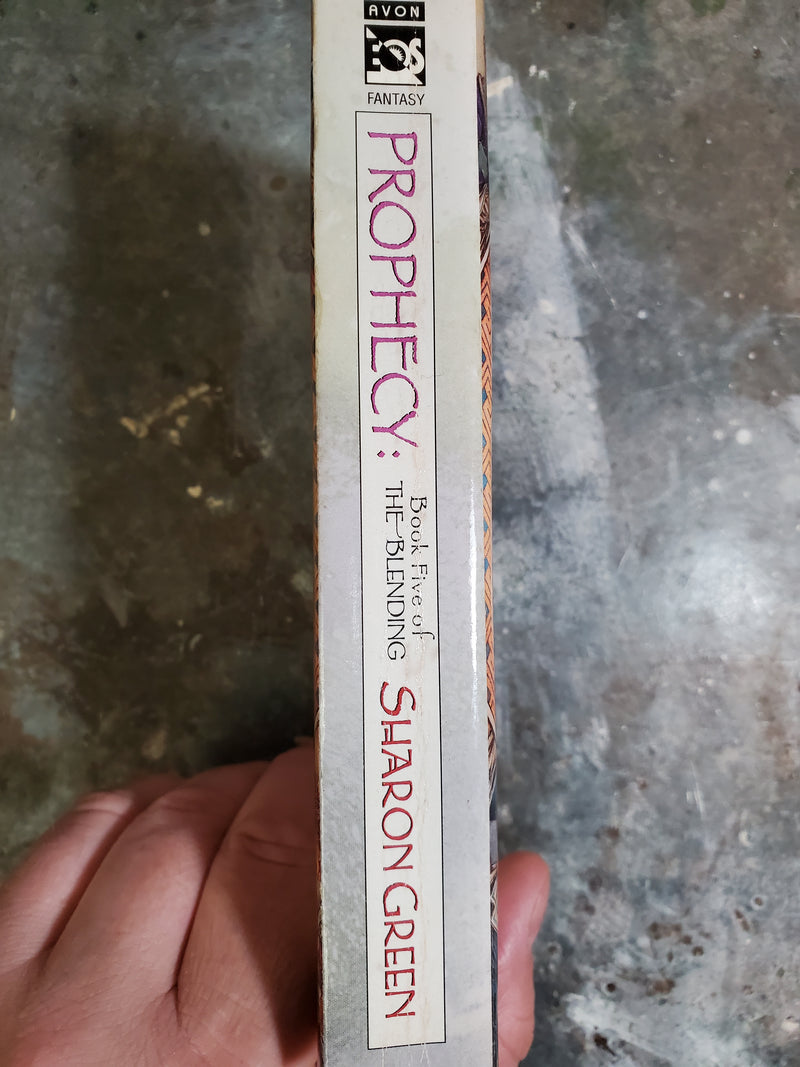 AVON
EOS
FANTASY
PROPHECY:
Book Five of
THE BLENDING
SHARON GREEN